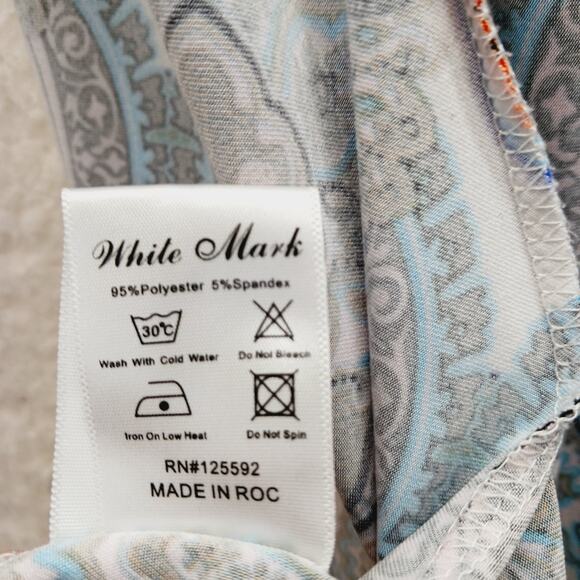 White Mark
95%Polyester 5%Spandex
30°C
Wash With Cold Water
Do Not Bleach
Iron On Low Heat
Do Not Spin
RN#125592
MADE IN ROC